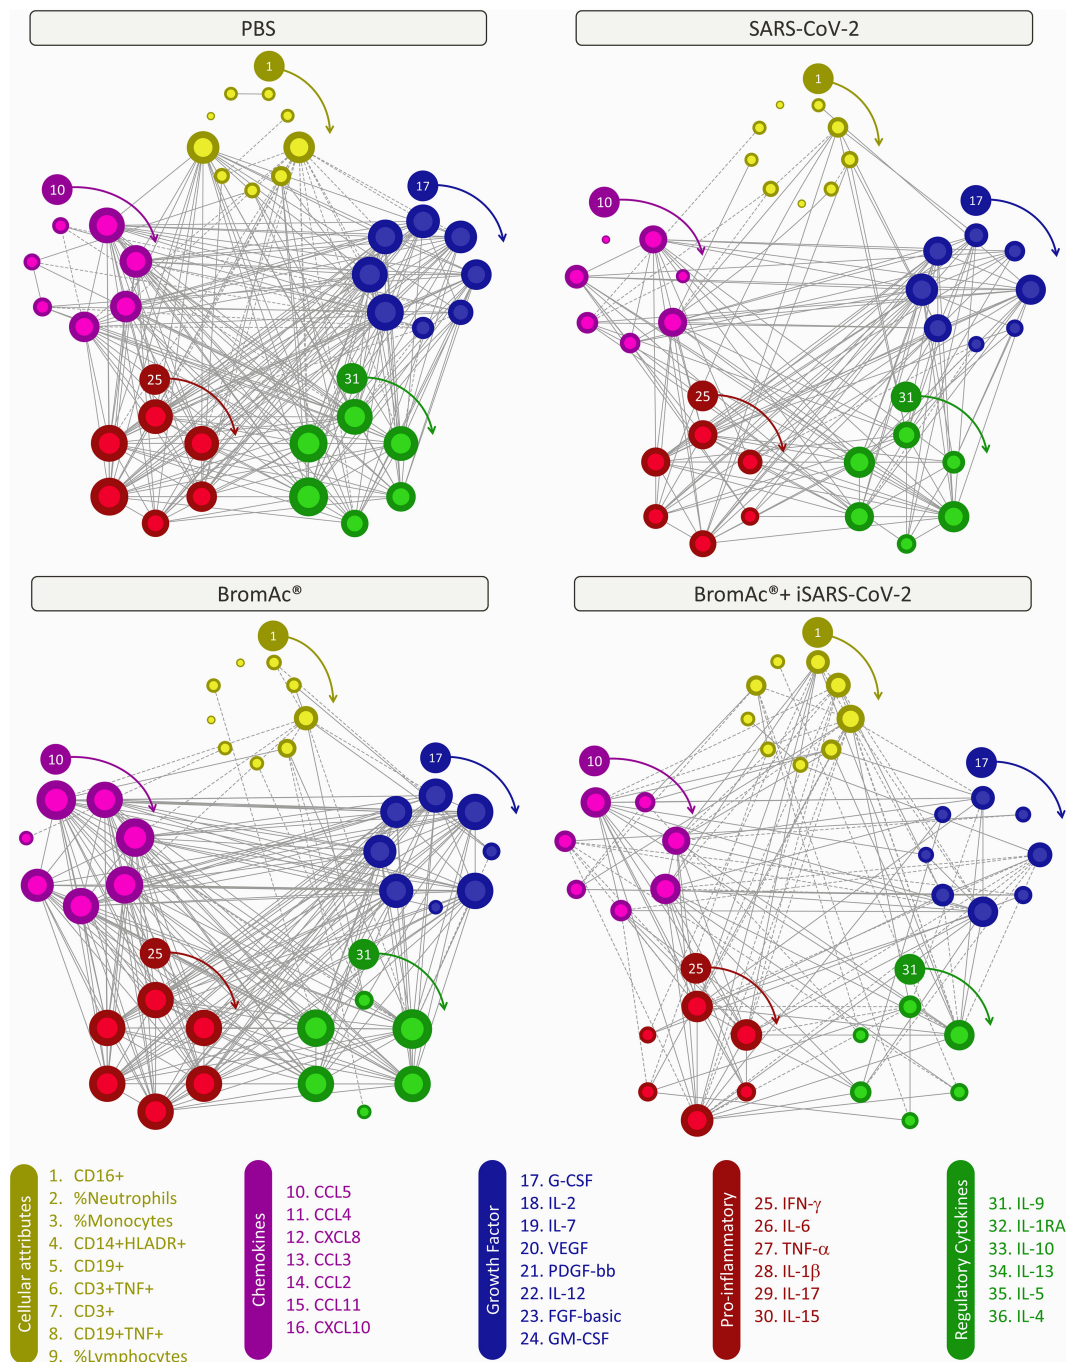 PBS
SARS-CoV-2
1
1
10
17
10
17
25
31
25
31
BromAc®
BromAc®+ iSARS-CoV-2
1
1
10
17
10
17
25
31
25
31
Cellular attributes
1. CD16+
2. %Neutrophils
3. %Monocytes
4. CD14+HLADR+
5. CD19+
6. CD3+TNF+
7. CD3+
8. CD19+TNF+
9. %Lymphocytes
Chemokines
10. CCL5
11. CCL4
12. CXCL8
13. CCL3
14. CCL2
15. CCL11
16. CXCL10
Growth Factor
17. G-CSF
18. IL-2
19. IL-7
20. VEGF
21. PDGF-bb
22. IL-12
23. FGF-basic
24. GM-CSF
Pro-inflammatory
25. IFN-γ
26. IL-6
27. TNF-α
28. IL-1β
29. IL-17
30. IL-15
Regulatory Cytokines
31. IL-9
32. IL-1RA
33. IL-10
34. IL-13
35. IL-5
36. IL-4